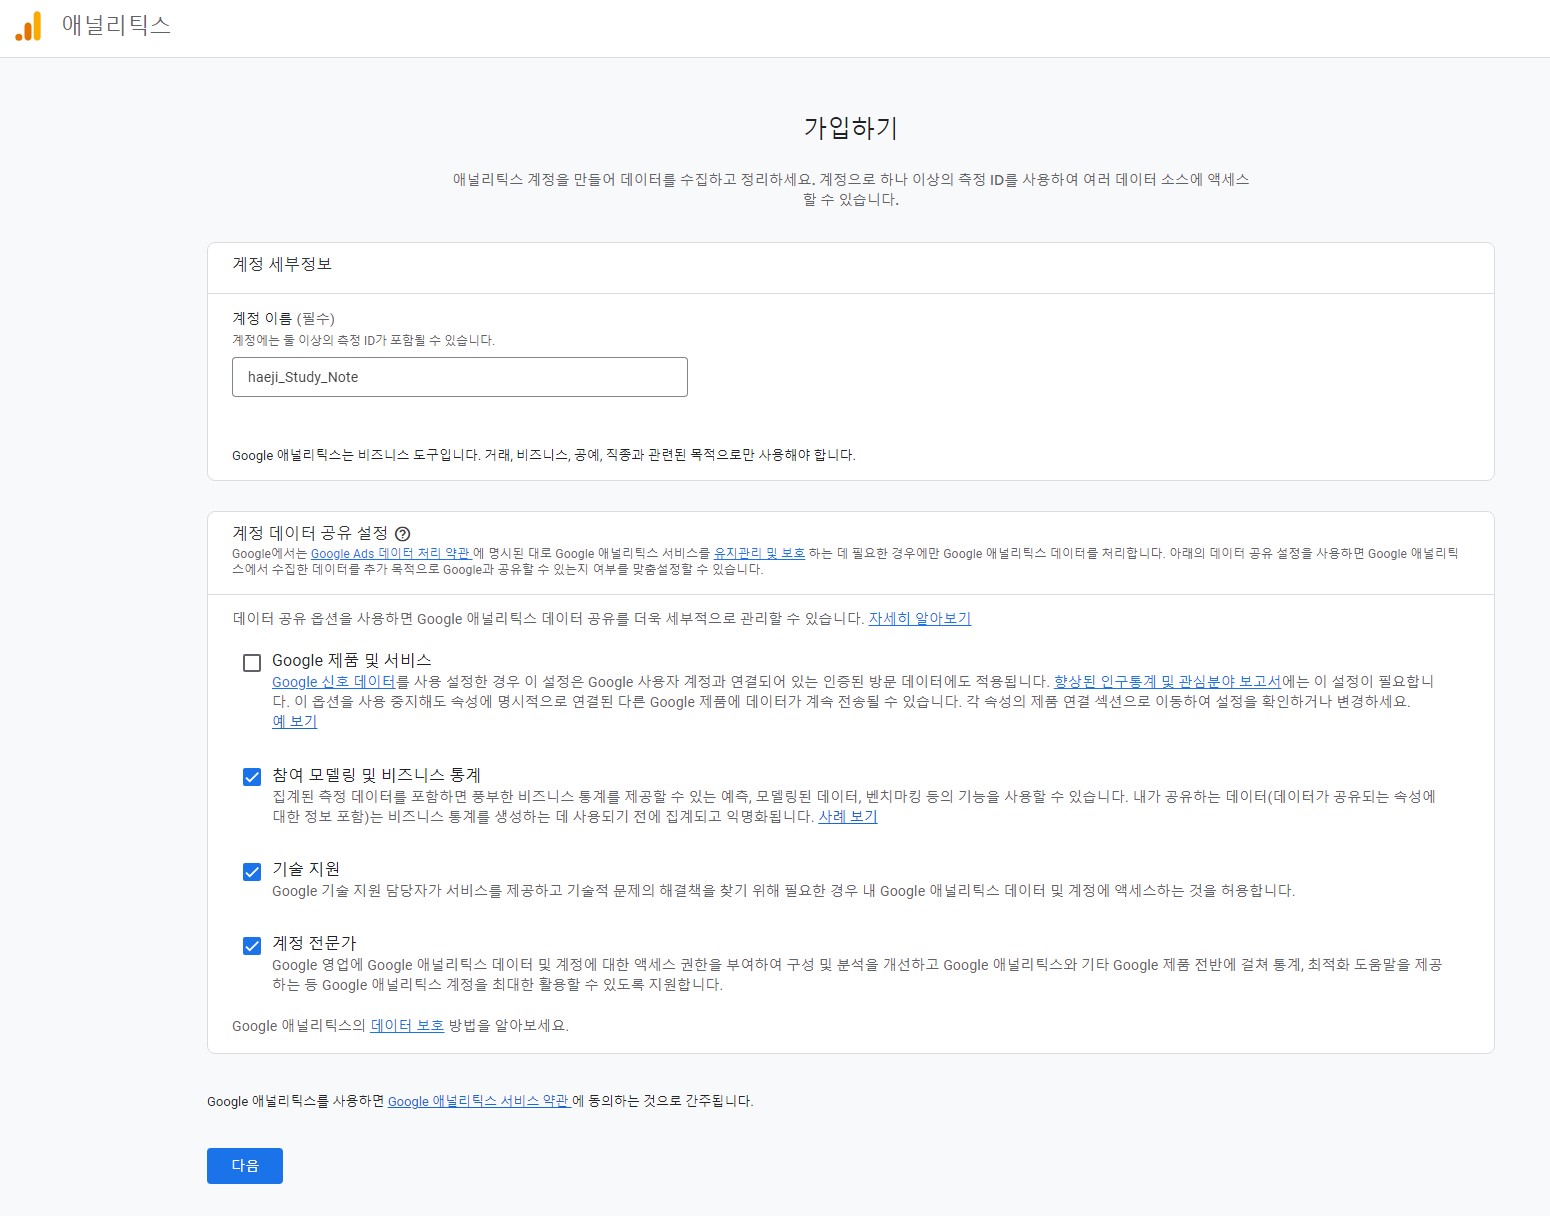 애널리틱스
가입하기
애널리틱스 계정을 만들어 데이터를 수집하고 정리하세요. 계정으로 하나 이상의 측정 ID를 사용하여 여러 데이터 소스에 액세스
할 수 있습니다.
계정 세부정보
계정 이름 (필수)
계정에는 둘 이상의 측정 ID가 포함될 수 있습니다.
haeji_Study_Note
Google 애널리틱스는 비즈니스 도구입니다. 거래, 비즈니스, 공예, 직종과 관련된 목적으로만 사용해야 합니다.
계정 데이터 공유 설정
Google에서는 Google Ads 데이터 처리 약관 에 명시된 대로 Google 애널리틱스 서비스를 유지관리 및 보호 하는 데 필요한 경우에만 Google 애널리틱스 데이터를 처리합니다. 아래의 데이터 공유 설정을 사용하면 Google 애널리틱
스에서 수집한 데이터를 추가 목적으로 Google과 공유할 수 있는지 여부를 맞춤설정할 수 있습니다.
데이터 공유 옵션을 사용하면 Google 애널리틱스 데이터 공유를 더욱 세부적으로 관리할 수 있습니다. 자세히 알아보기
Google 제품 및 서비스
Google 신호 데이터를 사용 설정한 경우 이 설정은 Google 사용자 계정과 연결되어 있는 인증된 방문 데이터에도 적용됩니다. 향상된 인구통계 및 관심분야 보고서에는 이 설정이 필요합니
다. 이 옵션을 사용 중지해도 속성에 명시적으로 연결된 다른 Google 제품에 데이터가 계속 전송될 수 있습니다. 각 속성의 제품 연결 섹션으로 이동하여 설정을 확인하거나 변경하세요.
예 보기
참여 모델링 및 비즈니스 통계
집계된 측정 데이터를 포함하면 풍부한 비즈니스 통계를 제공할 수 있는 예측, 모델링된 데이터, 벤치마킹 등의 기능을 사용할 수 있습니다. 내가 공유하는 데이터(데이터가 공유되는 속성에
대한 정보 포함)는 비즈니스 통계를 생성하는 데 사용되기 전에 집계되고 익명화됩니다. 사례 보기
기술 지원
Google 기술 지원 담당자가 서비스를 제공하고 기술적 문제의 해결책을 찾기 위해 필요한 경우 내 Google 애널리틱스 데이터 및 계정에 액세스하는 것을 허용합니다.
계정 전문가
Google 영업에 Google 애널리틱스 데이터 및 계정에 대한 액세스 권한을 부여하여 구성 및 분석을 개선하고 Google 애널리틱스와 기타 Google 제품 전반에 걸쳐 통계, 최적화 도움말을 제공
하는 등 Google 애널리틱스 계정을 최대한 활용할 수 있도록 지원합니다.
Google 애널리틱스의 데이터 보호 방법을 알아보세요.
Google 애널리틱스를 사용하면 Google 애널리틱스 서비스 약관 에 동의하는 것으로 간주됩니다.
다음